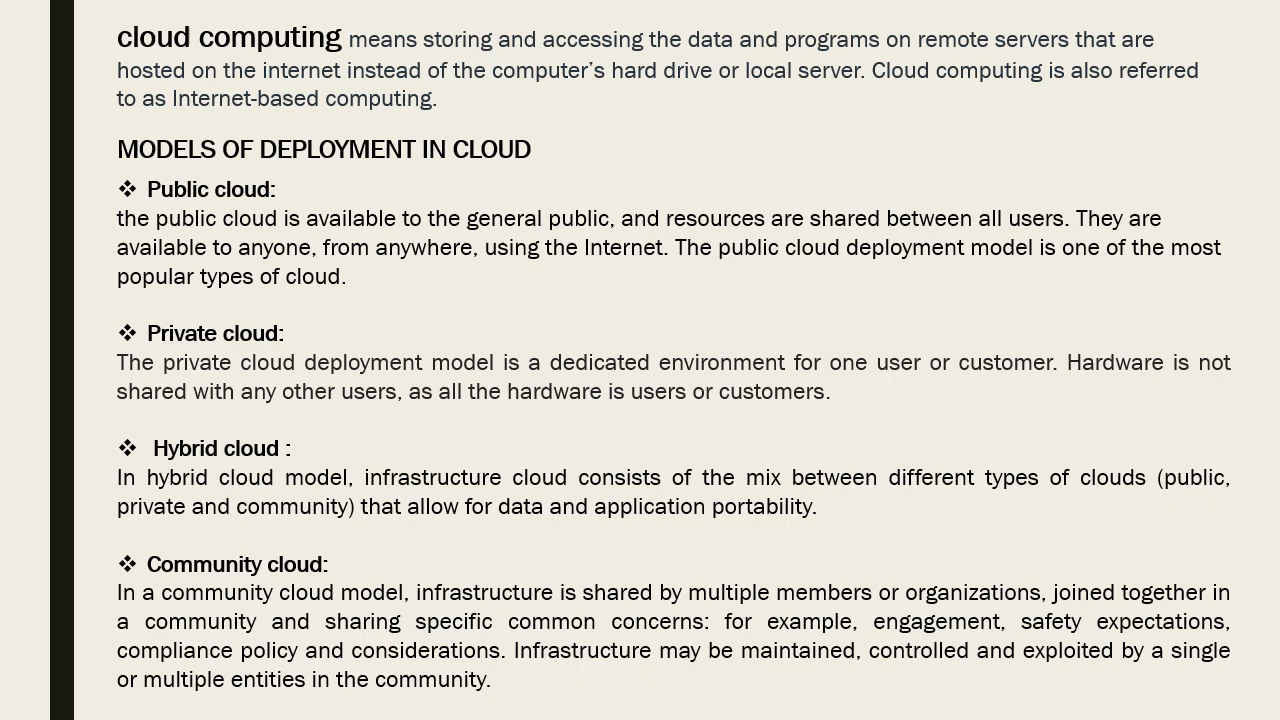 cloud computing means storing and accessing the data and programs on remote servers that are
hosted on the internet instead of the computer’s hard drive or local server. Cloud computing is also referred
to as Internet-based computing.
MODELS OF DEPLOYMENT IN CLOUD
❖ Public cloud:
the public cloud is available to the general public, and resources are shared between all users. They are
available to anyone, from anywhere, using the Internet. The public cloud deployment model is one of the most
popular types of cloud.
❖ Private cloud:
The private cloud deployment model is a dedicated environment for one user or customer. Hardware is not
shared with any other users, as all the hardware is users or customers.
❖ Hybrid cloud :
In hybrid cloud model, infrastructure cloud consists of the mix between different types of clouds (public,
private and community) that allow for data and application portability.
❖ Community cloud:
In a community cloud model, infrastructure is shared by multiple members or organizations, joined together in
a community and sharing specific common concerns: for example, engagement, safety expectations,
compliance policy and considerations. Infrastructure may be maintained, controlled and exploited by a single
or multiple entities in the community.